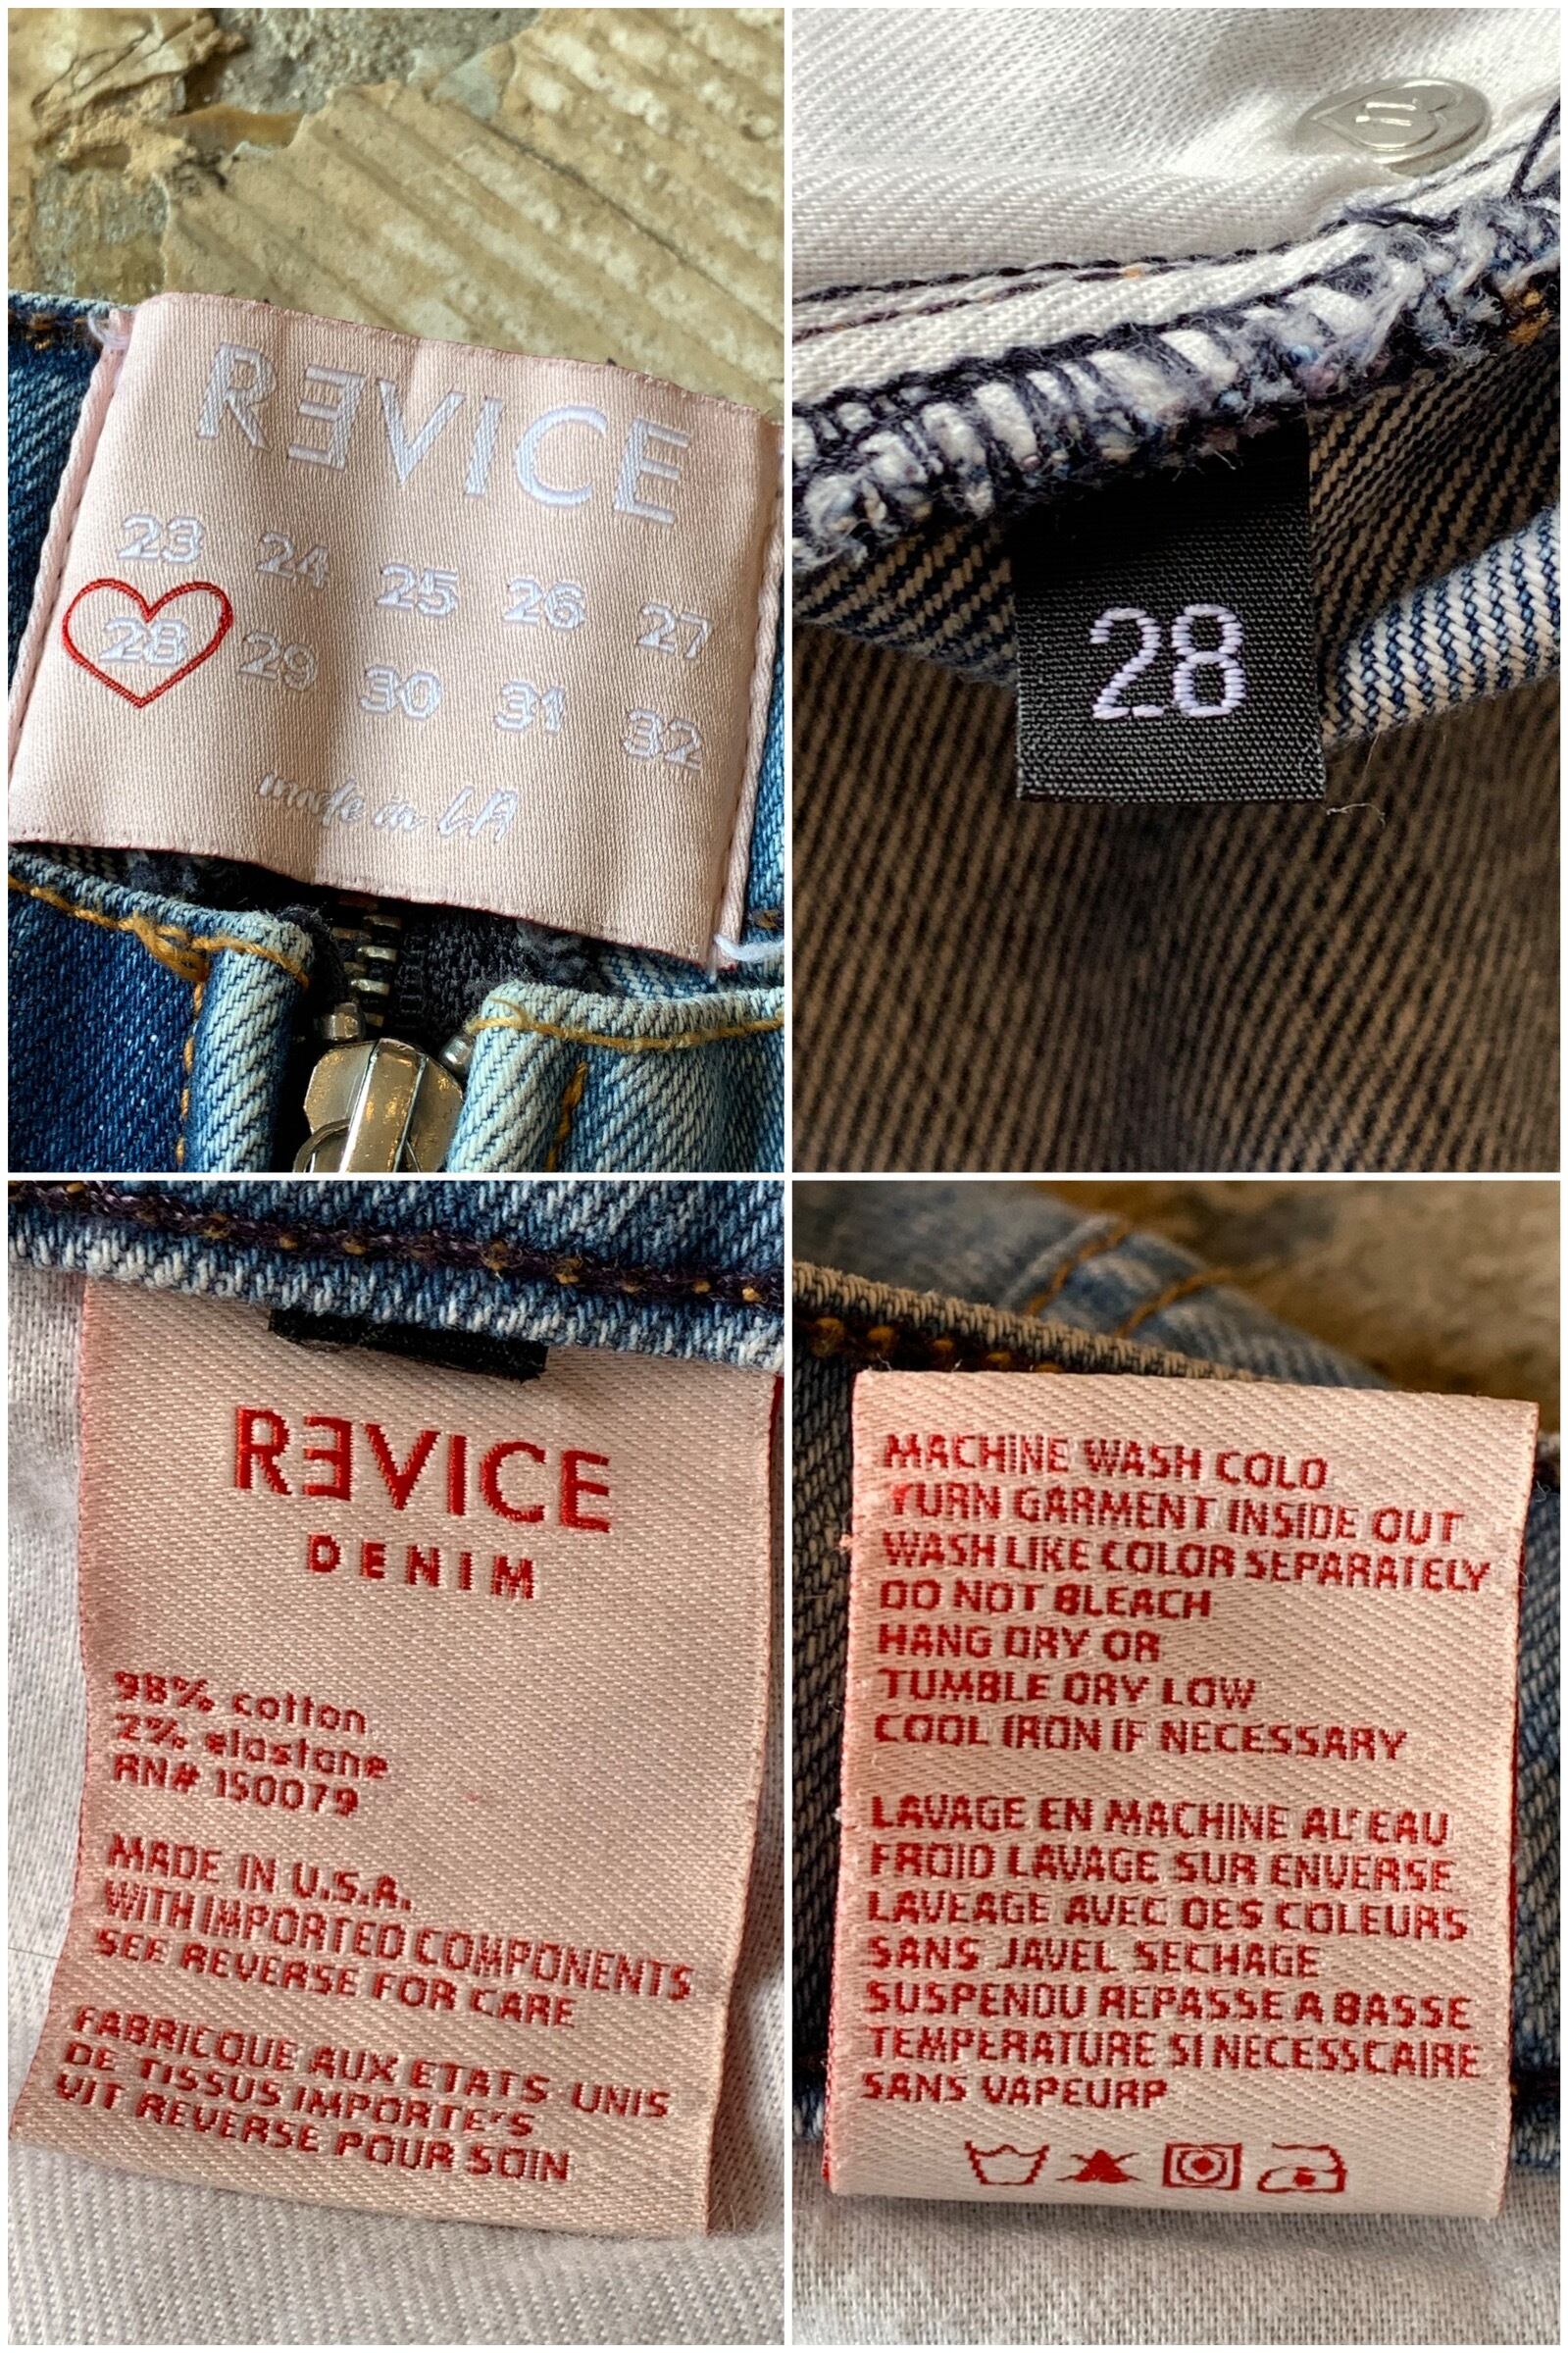 RƎVICE
23 24 25 26 27
28 29 30 31 32
made in LA
28
RƎVICE
DENIM
98% cotton
2% elastane
RN# 150079
MADE IN U.S.A.
WITH IMPORTED COMPONENTS
SEE REVERSE FOR CARE
FABRICQUE AUX ETATS-UNIS
DE TISSUS IMPORTE'S
VIT REVERSE POUR SOIN
MACHINE WASH COLD
TURN GARMENT INSIDE OUT
WASH LIKE COLOR SEPARATELY
DO NOT BLEACH
HANG DRY OR
TUMBLE DRY LOW
COOL IRON IF NECESSARY
LAVAGE EN MACHINE AL'EAU
FROID LAVAGE SUR ENVERSE
LAVEAGE AVEC DES COLEURS
SANS JAVEL SECHAGE
SUSPENDU REPASSE A BASSE
TEMPERATURE SI NECESSCAIRE
SANS VAPEURP